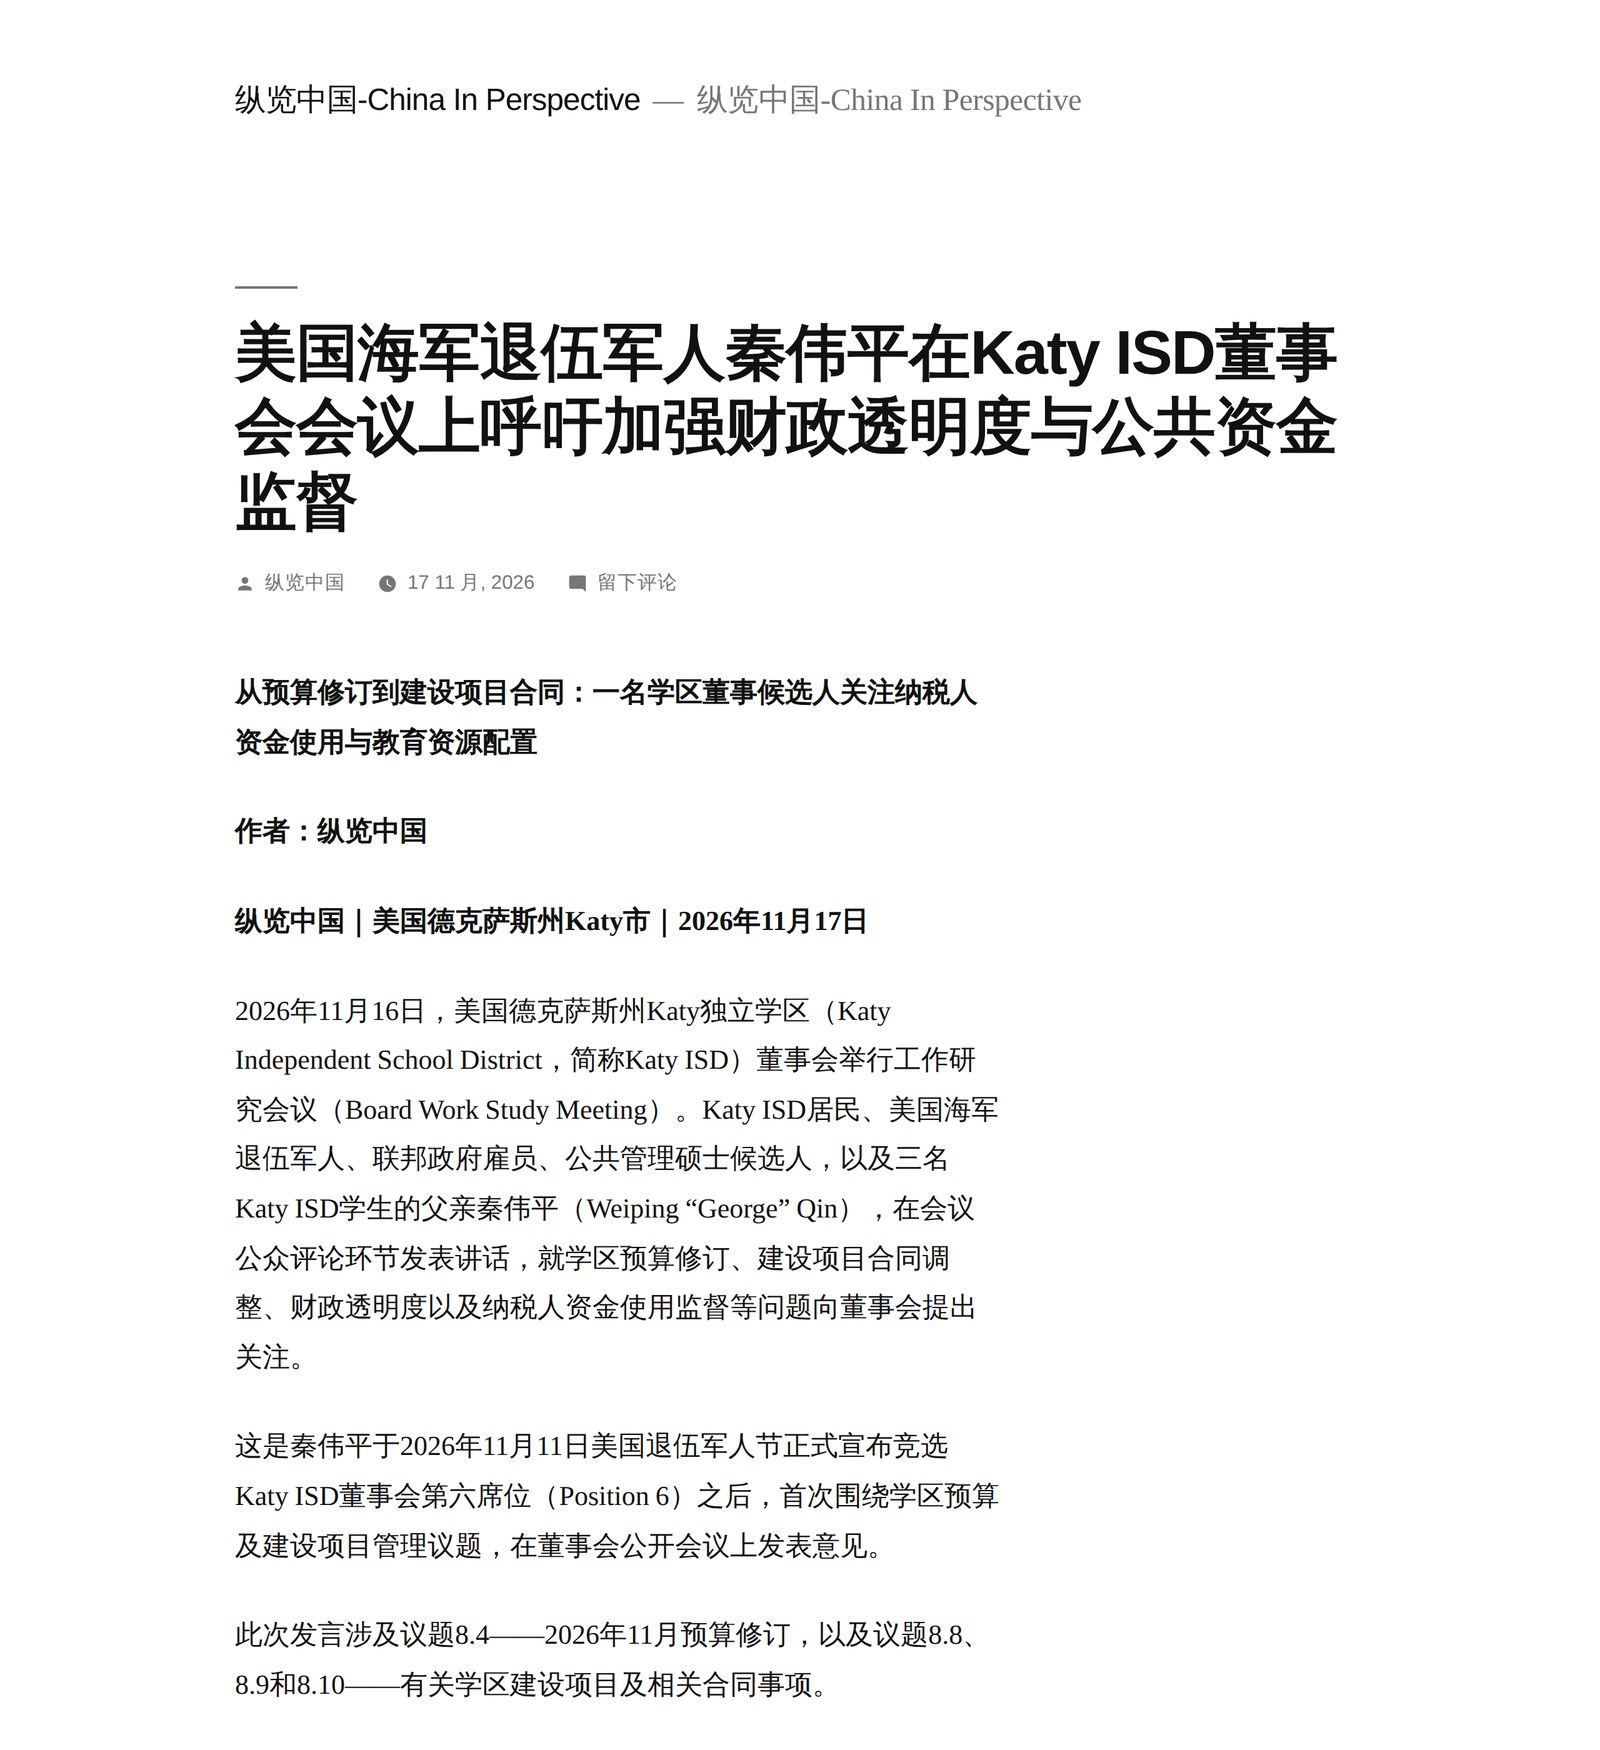 纵览中国-China In Perspective — 纵览中国-China In Perspective
美国海军退伍军人秦伟平在Katy ISD董事
会会议上呼吁加强财政透明度与公共资金
监督
纵览中国 17 11 月, 2026 留下评论
从预算修订到建设项目合同：一名学区董事候选人关注纳税人
资金使用与教育资源配置
作者：纵览中国
纵览中国｜美国德克萨斯州Katy市｜2026年11月17日
2026年11月16日，美国德克萨斯州Katy独立学区（Katy
Independent School District，简称Katy ISD）董事会举行工作研
究会议（Board Work Study Meeting）。Katy ISD居民、美国海军
退伍军人、联邦政府雇员、公共管理硕士候选人，以及三名
Katy ISD学生的父亲秦伟平（Weiping “George” Qin），在会议
公众评论环节发表讲话，就学区预算修订、建设项目合同调
整、财政透明度以及纳税人资金使用监督等问题向董事会提出
关注。
这是秦伟平于2026年11月11日美国退伍军人节正式宣布竞选
Katy ISD董事会第六席位（Position 6）之后，首次围绕学区预算
及建设项目管理议题，在董事会公开会议上发表意见。
此次发言涉及议题8.4——2026年11月预算修订，以及议题8.8、
8.9和8.10——有关学区建设项目及相关合同事项。